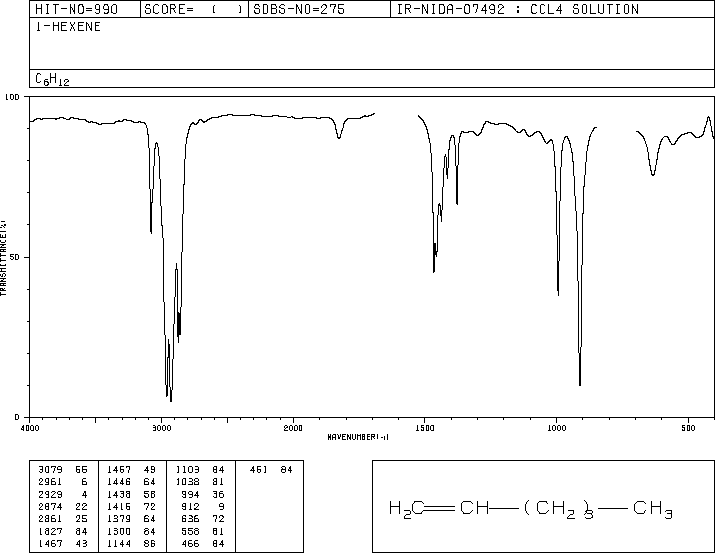 HIT-NO=990 SCORE= ( ) SDBS-NO=275 IR-NIDA-07492 : CCL4 SOLUTION
1-HEXENE
C6H12
100
50
0
TRANSMITTANCE(%)
4000 3000 2000 1500 1000 500
WAVENUMBER(-1)
3079 55 1457 49 1103 84 461 84
2961 6 1446 64 1038 81
2929 4 1438 58 994 36
2874 22 1416 72 912 9
2861 25 1379 64 636 72
1827 84 1300 84 558 81
1467 43 1144 86 466 84
H2C CH (CH2)3 CH3